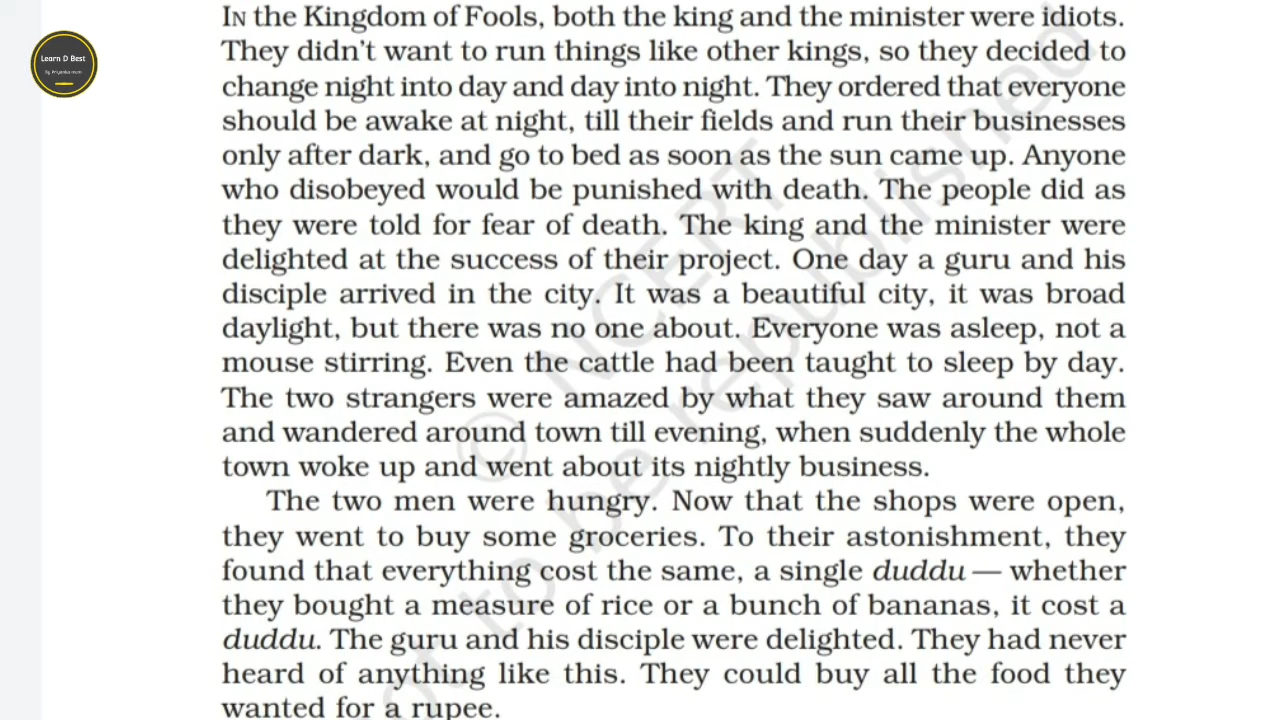 Learn D Best
By Priyanka mam
IN the Kingdom of Fools, both the king and the minister were idiots.
They didn't want to run things like other kings, so they decided to
change night into day and day into night. They ordered that everyone
should be awake at night, till their fields and run their businesses
only after dark, and go to bed as soon as the sun came up. Anyone
who disobeyed would be punished with death. The people did as
they were told for fear of death. The king and the minister were
delighted at the success of their project. One day a guru and his
disciple arrived in the city. It was a beautiful city, it was broad
daylight, but there was no one about. Everyone was asleep, not a
mouse stirring. Even the cattle had been taught to sleep by day.
The two strangers were amazed by what they saw around them
and wandered around town till evening, when suddenly the whole
town woke up and went about its nightly business.
The two men were hungry. Now that the shops were open,
they went to buy some groceries. To their astonishment, they
found that everything cost the same, a single duddu — whether
they bought a measure of rice or a bunch of bananas, it cost a
duddu. The guru and his disciple were delighted. They had never
heard of anything like this. They could buy all the food they
wanted for a rupee.
© NCERT
not to be republished